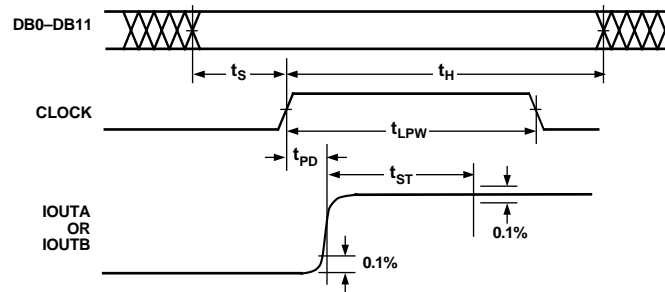 DB0–DB11
tS
tH
CLOCK
tLPW
tPD
tST
IOUTA
OR
IOUTB
0.1%
0.1%